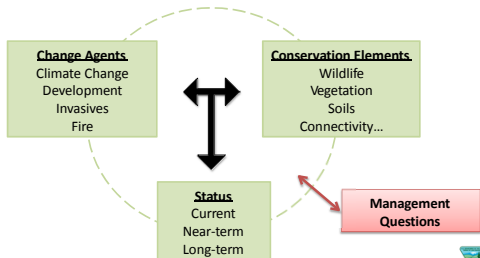 Change Agents
Climate Change
Development
Invasives
Fire
Conservation Elements
Wildlife
Vegetation
Soils
Connectivity…
Status
Current
Near-term
Long-term
Management
Questions